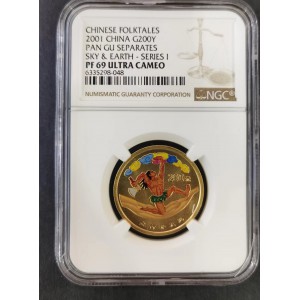 CHINESE FOLKTALES
2001 CHINA G200Y
PAN GU SEPARATES
SKY & EARTH - SERIES I
PF 69 ULTRA CAMEO
6335298-048
NUMISMATIC GUARANTY CORPORATION
NGC